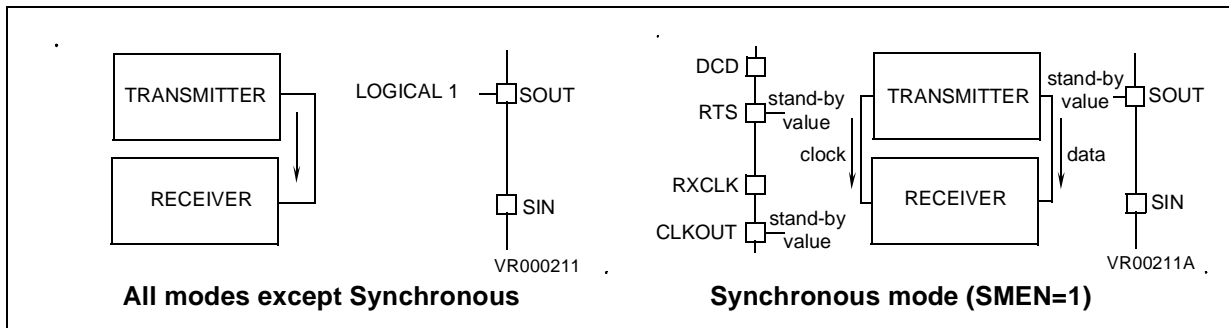 TRANSMITTER
RECEIVER
LOGICAL 1
SOUT
SIN
VR000211
All modes except Synchronous
DCD
RTS
stand-by
value
clock
RXCLK
CLKOUT
stand-by
value
TRANSMITTER
RECEIVER
data
stand-by
value
SOUT
SIN
VR00211A
Synchronous mode (SMEN=1)